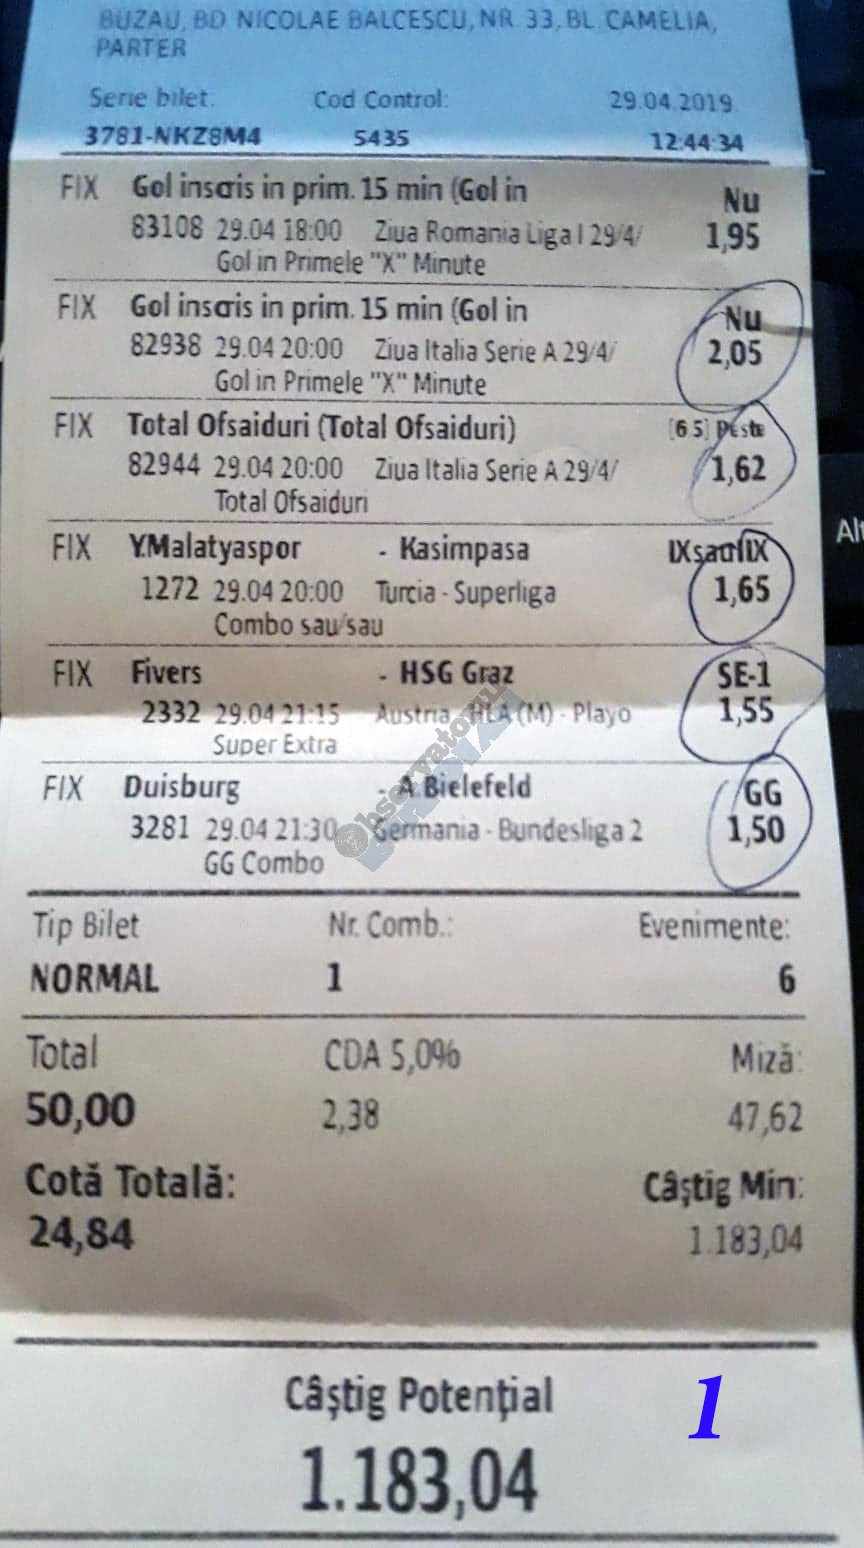 BUZAU, BD NICOLAE BALCESCU, NR. 33, BL. CAMELIA,
PARTER
Serie bilet: Cod Control: 29.04.2019
3781-NKZ8M4 5435 12:44:34
FIX Gol inscris in prim. 15 min (Gol in Nu
83108 29.04 18:00 Ziua Romania Liga I 29/4/ 1,95
Gol in Primele "X" Minute
FIX Gol inscris in prim. 15 min (Gol in Nu
82938 29.04 20:00 Ziua Italia Serie A 29/4/ 2,05
Gol in Primele "X" Minute
FIX Total Ofsaiduri (Total Ofsaiduri) [6.5] Peste
82944 29.04 20:00 Ziua Italia Serie A 29/4/ 1,62
Total Ofsaiduri
FIX Y.Malatyaspor - Kasimpasa 1XsauIX
1272 29.04 20:00 Turcia - Superliga 1,65
Combo sau/sau
FIX Fivers - HSG Graz SE-1
2332 29.04 21:15 Austria - HLA (M) - Playo 1,55
Super Extra
FIX Duisburg - A.Bielefeld GG
3281 29.04 21:30 Germania - Bundesliga 2 1,50
GG Combo
Tip Bilet Nr. Comb.: Evenimente:
NORMAL 1 6
Total CDA 5,0% Miză:
50,00 2,38 47,62
Cotă Totală: Câştig Min:
24,84 1.183,04
Câştig Potenţial 1
1.183,04
Alt